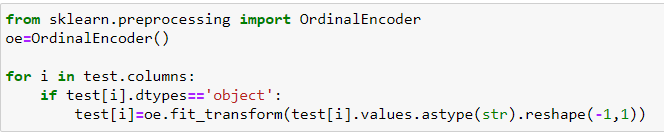 from sklearn.preprocessing import OrdinalEncoder
oe=OrdinalEncoder()
for i in test.columns:
    if test[i].dtypes=='object':
        test[i]=oe.fit_transform(test[i].values.astype(str).reshape(-1,1))